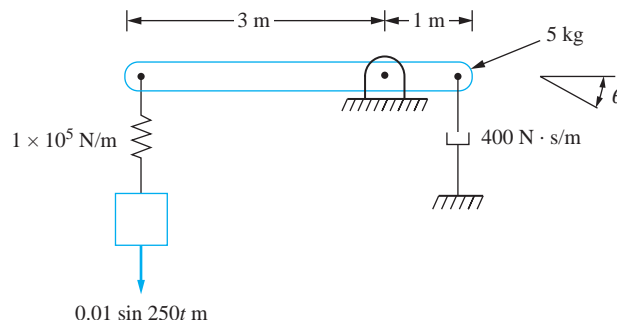 3 m
1 m
5 kg
θ
1 × 10⁵ N/m
400 N · s/m
0.01 sin 250t m